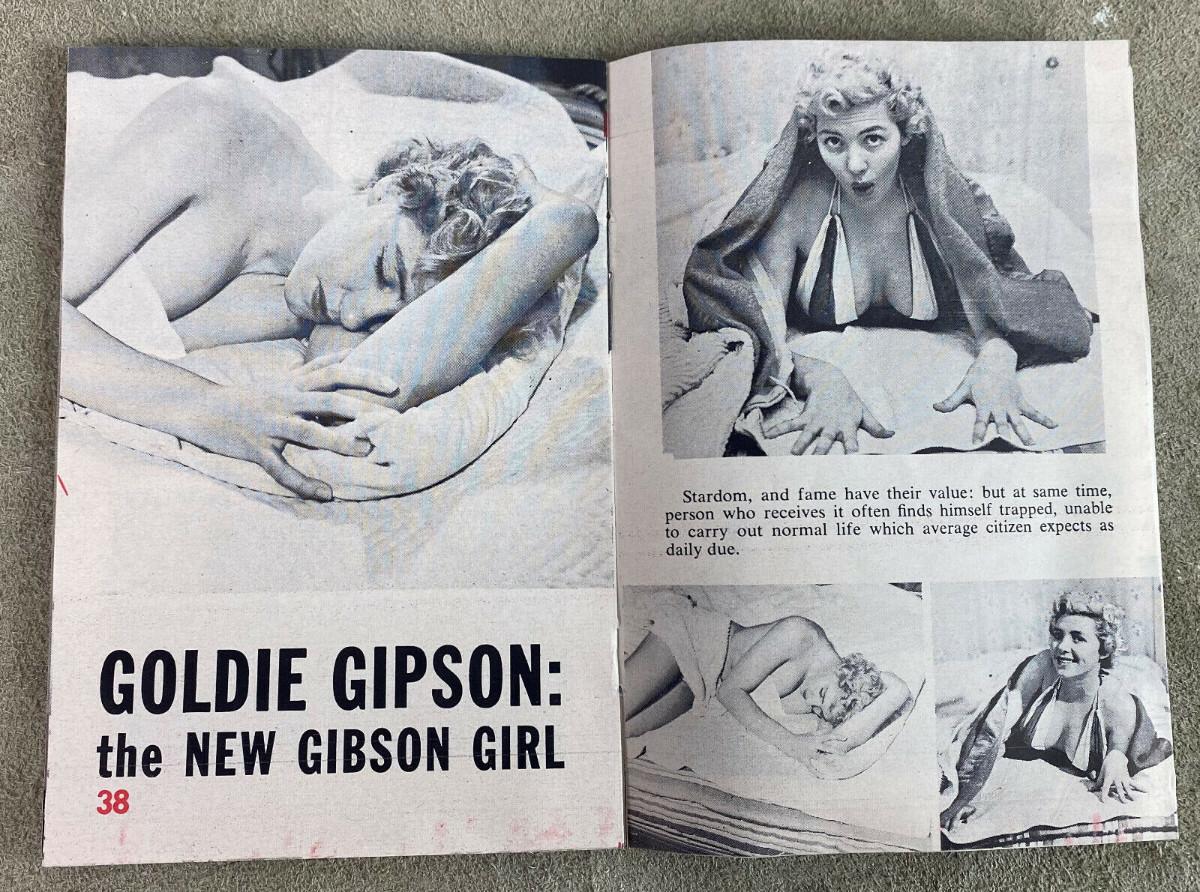 GOLDIE GIPSON:
the NEW GIBSON GIRL
38
Stardom, and fame have their value: but at same time,
person who receives it often finds himself trapped, unable
to carry out normal life which average citizen expects as
daily due.